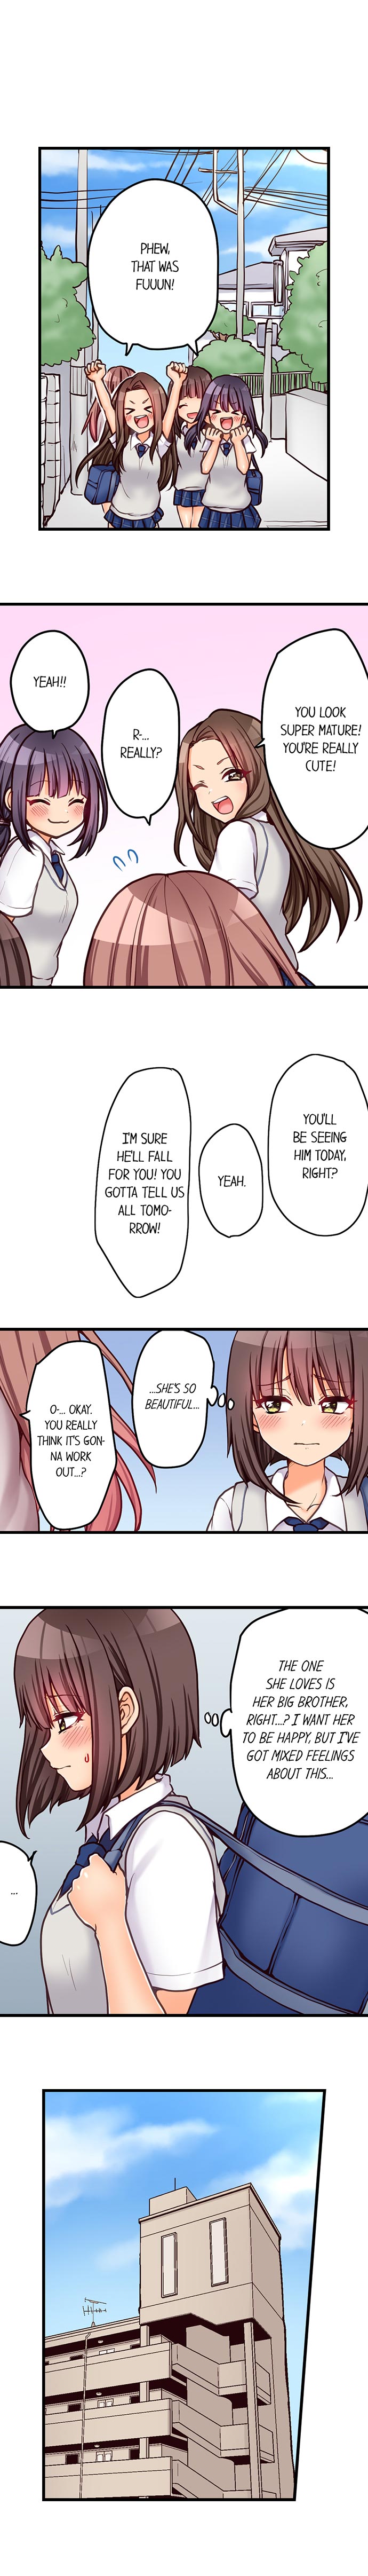 PHEW,
THAT WAS
FUUUN!
YOU LOOK
SUPER MATURE!
YOU'RE REALLY
CUTE!
R-...
REALLY?
YEAH!!
YOU'LL
BE SEEING
HIM TODAY,
RIGHT?
YEAH.
I'M SURE
HE'LL FALL
FOR YOU! YOU
GOTTA TELL US
ALL TOMO-
RROW!
...SHE'S SO
BEAUTIFUL...
O-... OKAY.
YOU REALLY
THINK IT'S GON-
NA WORK
OUT...?
THE ONE
SHE LOVES IS
HER BIG BROTHER,
RIGHT...? I WANT HER
TO BE HAPPY, BUT I'VE
GOT MIXED FEELINGS
ABOUT THIS...
...